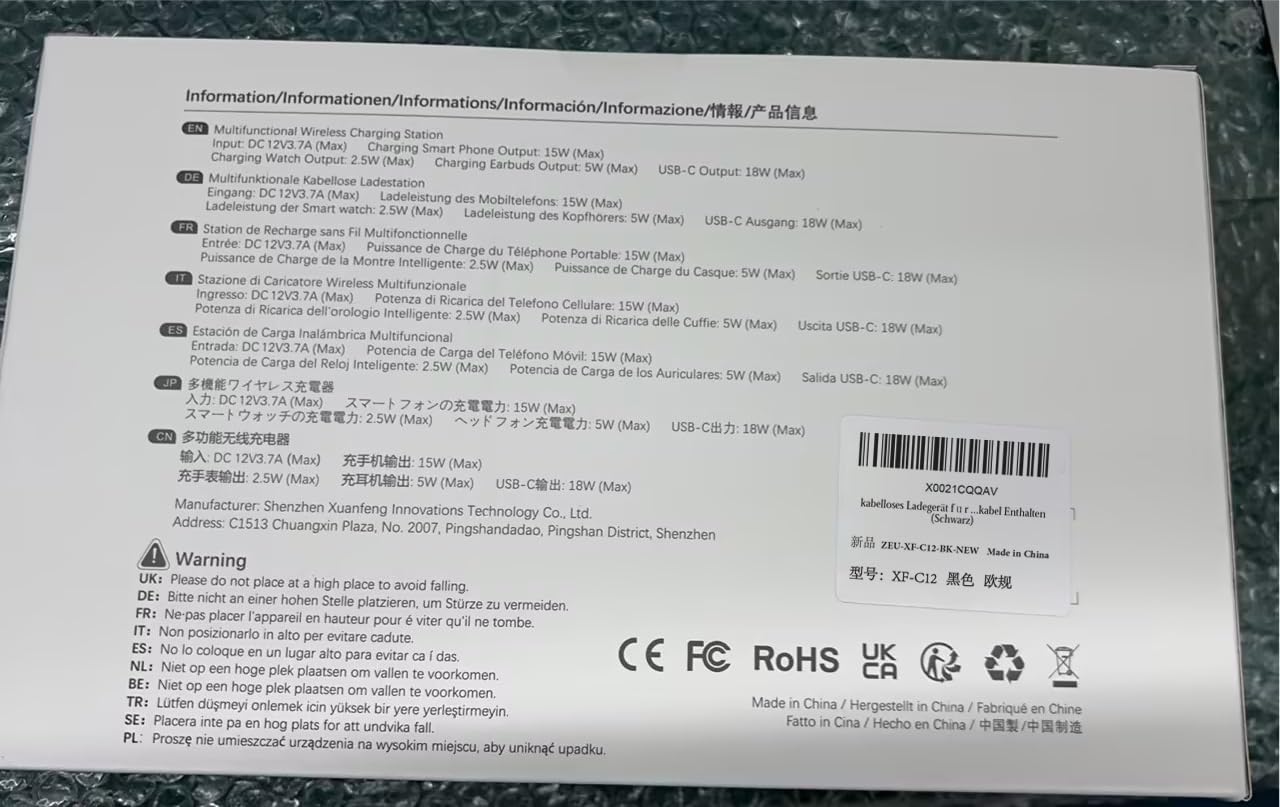 Information/Informationen/Informations/Información/Informazione/情報/产品信息
EN Multifunctional Wireless Charging Station
Input: DC 12V3.7A (Max) Charging Smart Phone Output: 15W (Max)
Charging Watch Output: 2.5W (Max) Charging Earbuds Output: 5W (Max) USB-C Output: 18W (Max)
DE Multifunktionale Kabellose Ladestation
Eingang: DC 12V3.7A (Max) Ladeleistung des Mobiltelefons: 15W (Max)
Ladeleistung der Smart watch: 2.5W (Max) Ladeleistung des Kopfhörers: 5W (Max) USB-C Ausgang: 18W (Max)
FR Station de Recharge sans Fil Multifonctionnelle
Entrée: DC 12V3.7A (Max) Puissance de Charge du Téléphone Portable: 15W (Max)
Puissance de Charge de la Montre Intelligente: 2.5W (Max) Puissance de Charge du Casque: 5W (Max) Sortie USB-C: 18W (Max)
IT Stazione di Caricatore Wireless Multifunzionale
Ingresso: DC 12V3.7A (Max) Potenza di Ricarica del Telefono Cellulare: 15W (Max)
Potenza di Ricarica dell'orologio Intelligente: 2.5W (Max) Potenza di Ricarica delle Cuffie: 5W (Max) Uscita USB-C: 18W (Max)
ES Estación de Carga Inalámbrica Multifuncional
Entrada: DC 12V3.7A (Max) Potencia de Carga del Teléfono Móvil: 15W (Max)
Potencia de Carga del Reloj Inteligente: 2.5W (Max) Potencia de Carga de los Auriculares: 5W (Max) Salida USB-C: 18W (Max)
JP 多機能ワイヤレス充電器
入力: DC 12V3.7A (Max) スマートフォンの充電電力: 15W (Max)
スマートウォッチの充電電力: 2.5W (Max) ヘッドフォン充電電力: 5W (Max) USB-C出力: 18W (Max)
CN 多功能无线充电器
输入: DC 12V3.7A (Max) 充手机输出: 15W (Max)
充手表输出: 2.5W (Max) 充耳机输出: 5W (Max) USB-C输出: 18W (Max)
Manufacturer: Shenzhen Xuanfeng Innovations Technology Co., Ltd.
Address: C1513 Chuangxin Plaza, No. 2007, Pingshandadao, Pingshan District, Shenzhen
X0021CQQAV
kabelloses Ladegerät f u r ...kabel Enthalten
(Schwarz)
新品 ZEU-XF-C12-BK-NEW Made in China
型号: XF-C12 黑色 欧规
Warning
UK: Please do not place at a high place to avoid falling.
DE: Bitte nicht an einer hohen Stelle platzieren, um Stürze zu vermeiden.
FR: Ne-pas placer l'appareil en hauteur pour é viter qu'il ne tombe.
IT: Non posizionarlo in alto per evitare cadute.
ES: No lo coloque en un lugar alto para evitar ca í das.
NL: Niet op een hoge plek plaatsen om vallen te voorkomen.
BE: Niet op een hoge plek plaatsen om vallen te voorkomen.
TR: Lütfen düşmeyi onlemek icin yüksek bir yere yerleştirmeyin.
SE: Placera inte pa en hog plats for att undvika fall.
PL: Proszę nie umieszczać urządzenia na wysokim miejscu, aby uniknąć upadku.
CE FC RoHS UK CA
Made in China / Hergestellt in China / Fabriqué en Chine
Fatto in Cina / Hecho en China / 中国製/中国制造